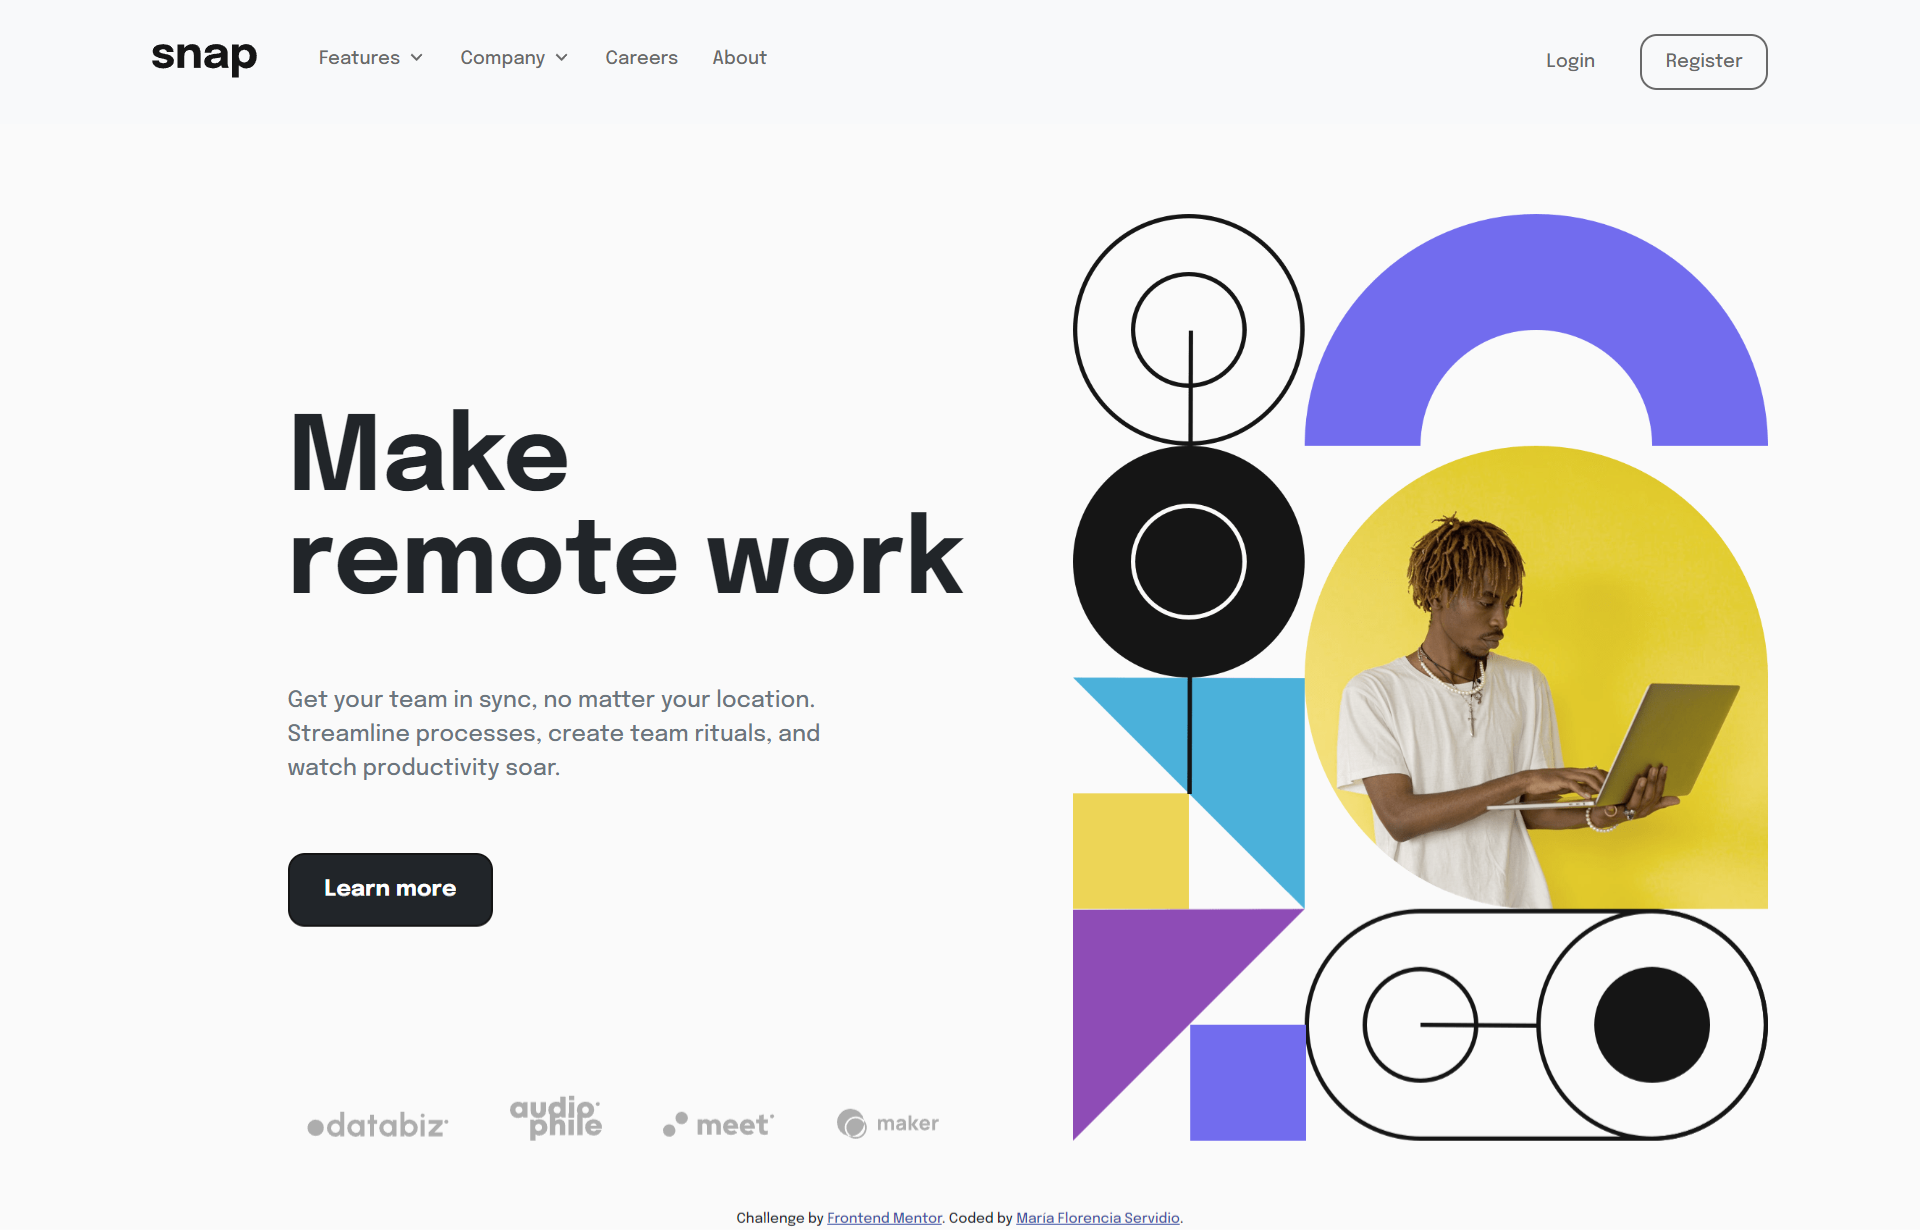 snap
Features
Company
Careers
About
Login
Register
Make
remote work
Get your team in sync, no matter your location.
Streamline processes, create team rituals, and
watch productivity soar.
Learn more
databiz
audiophile
meet
maker
Challenge by Frontend Mentor. Coded by María Florencia Servidio.